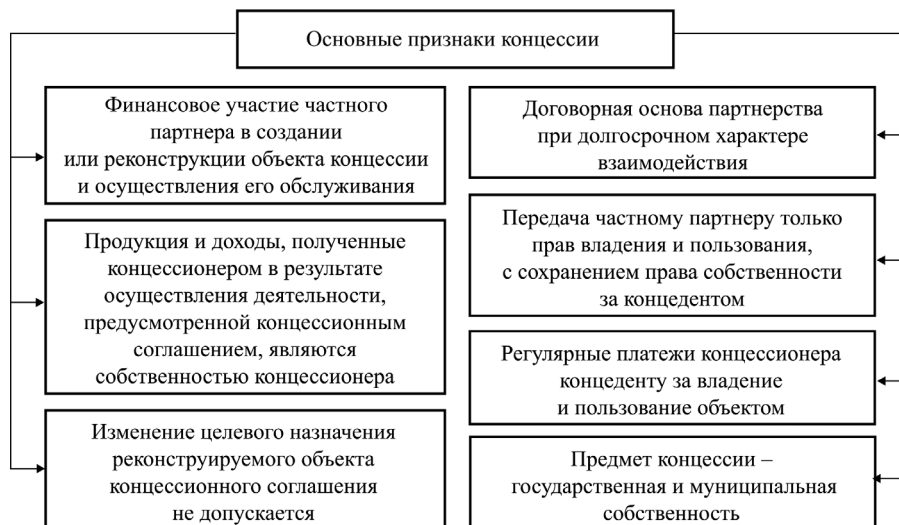 Основные признаки концессии
Финансовое участие частного
партнера в создании
или реконструкции объекта концессии
и осуществления его обслуживания
Продукция и доходы, полученные
концессионером в результате
осуществления деятельности,
предусмотренной концессионным
соглашением, являются
собственностью концессионера
Изменение целевого назначения
реконструируемого объекта
концессионного соглашения
не допускается
Договорная основа партнерства
при долгосрочном характере
взаимодействия
Передача частному партнеру только
прав владения и пользования,
с сохранением права собственности
за концедентом
Регулярные платежи концессионера
концеденту за владение
и пользование объектом
Предмет концессии –
государственная и муниципальная
собственность